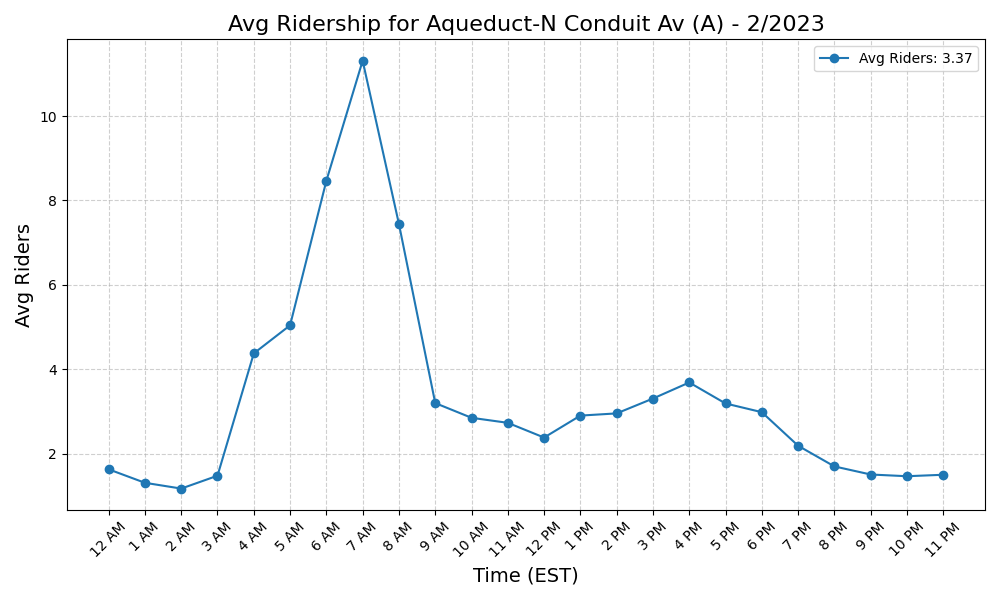 Avg Ridership for Aqueduct-N Conduit Av (A) - 2/2023
Avg Riders: 3.37
Avg Riders
10
8
6
4
2
12 AM
1 AM
2 AM
3 AM
4 AM
5 AM
6 AM
7 AM
8 AM
9 AM
10 AM
11 AM
12 PM
1 PM
2 PM
3 PM
4 PM
5 PM
6 PM
7 PM
8 PM
9 PM
10 PM
11 PM
Time (EST)